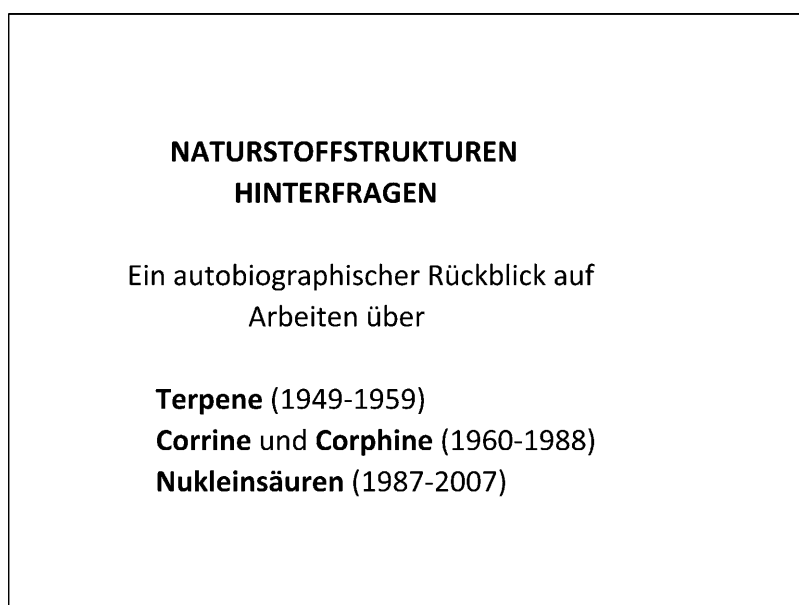 NATURSTOFFSTRUKTUREN
HINTERFRAGEN
Ein autobiographischer Rückblick auf
Arbeiten über
Terpene (1949-1959)
Corrine und Corphine (1960-1988)
Nukleinsäuren (1987-2007)